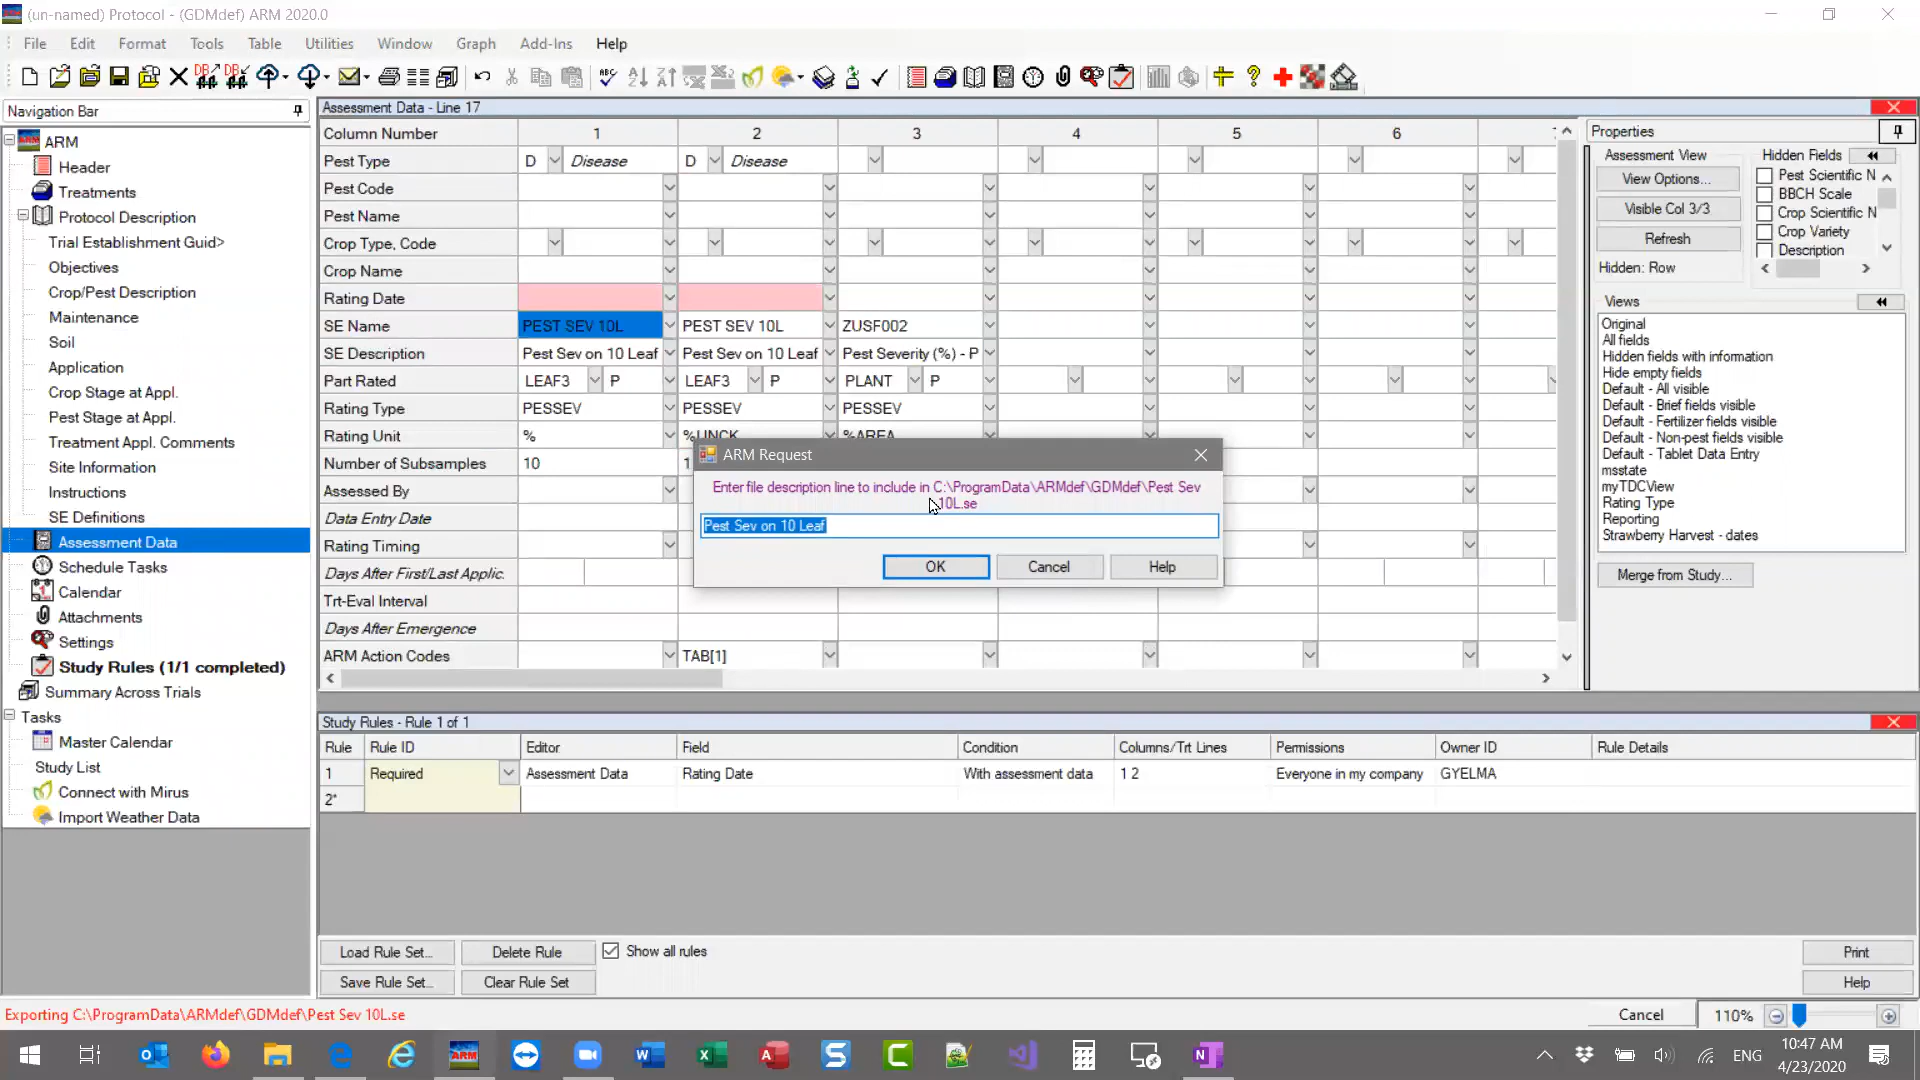 (un-named) Protocol - (GDMdef) ARM 2020.0
File Edit Format Tools Table Utilities Window Graph Add-Ins Help
Navigation Bar
ARM
Header
Treatments
Protocol Description
Trial Establishment Guid>
Objectives
Crop/Pest Description
Maintenance
Soil
Application
Crop Stage at Appl.
Pest Stage at Appl.
Treatment Appl. Comments
Site Information
Instructions
SE Definitions
Assessment Data
Schedule Tasks
Calendar
Attachments
Settings
Study Rules (1/1 completed)
Summary Across Trials
Tasks
Master Calendar
Study List
Connect with Mirus
Import Weather Data
Assessment Data - Line 17
Column Number 1 2 3 4 5 6
Pest Type D Disease D Disease
Pest Code
Pest Name
Crop Type, Code
Crop Name
Rating Date
SE Name PEST SEV 10L PEST SEV 10L ZUSF002
SE Description Pest Sev on 10 Leaf Pest Sev on 10 Leaf Pest Severity (%) - P
Part Rated LEAF3 P LEAF3 P PLANT P
Rating Type PESSEV PESSEV PESSEV
Rating Unit % %UNCK %AREA
Number of Subsamples 10 1
Assessed By
Data Entry Date
Rating Timing
Days After First/Last Applic.
Trt-Eval Interval
Days After Emergence
ARM Action Codes TAB[1]
ARM Request
Enter file description line to include in C:\ProgramData\ARMdef\GDMdef\Pest Sev
10L.se
Pest Sev on 10 Leaf
OK Cancel Help
Properties
Assessment View
View Options...
Visible Col 3/3
Refresh
Hidden: Row
Hidden Fields
Pest Scientific N
BBCH Scale
Crop Scientific N
Crop Variety
Description
Views
Original
All fields
Hidden fields with information
Hide empty fields
Default - All visible
Default - Brief fields visible
Default - Fertilizer fields visible
Default - Non-pest fields visible
Default - Tablet Data Entry
msstate
myTDCView
Rating Type
Reporting
Strawberry Harvest - dates
Merge from Study...
Study Rules - Rule 1 of 1
Rule Rule ID Editor Field Condition Columns/Trt Lines Permissions Owner ID Rule Details
1 Required Assessment Data Rating Date With assessment data 1 2 Everyone in my company GYELMA
2*
Load Rule Set... Delete Rule Show all rules Print
Save Rule Set... Clear Rule Set Help
Exporting C:\ProgramData\ARMdef\GDMdef\Pest Sev 10L.se Cancel 110%
ARM
ENG
10:47 AM
4/23/2020